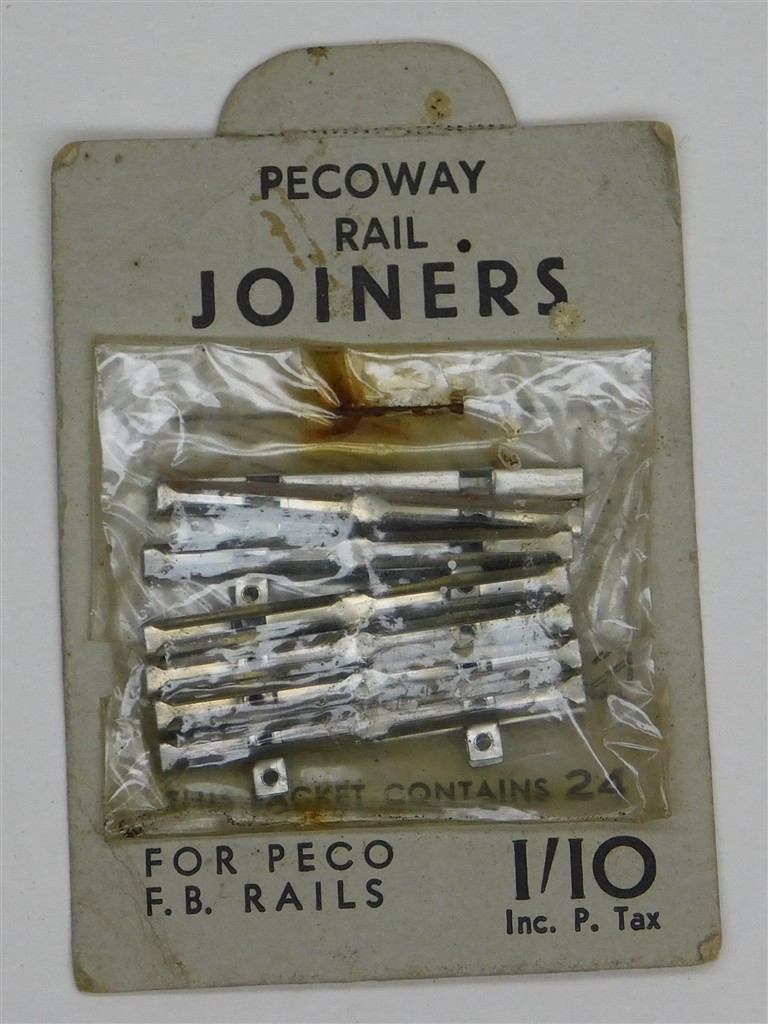 PECOWAY
RAIL
JOINERS
THIS PACKET CONTAINS 24
FOR PECO
F.B. RAILS
1/10
Inc. P. Tax